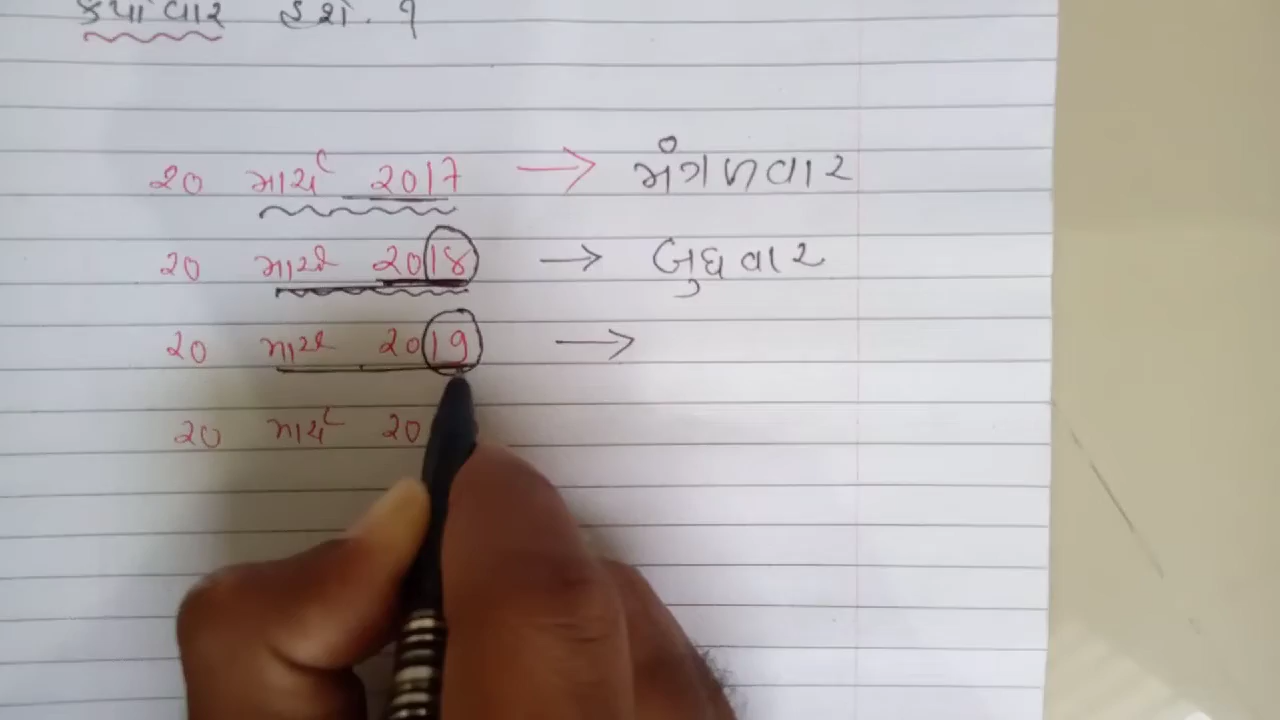 કયો વાર હશે. ?
20 માર્ચ 2017 → મંગળવાર
20 માર્ચ 2018 → બુધવાર
20 માર્ચ 2019 →
20 માર્ચ 20